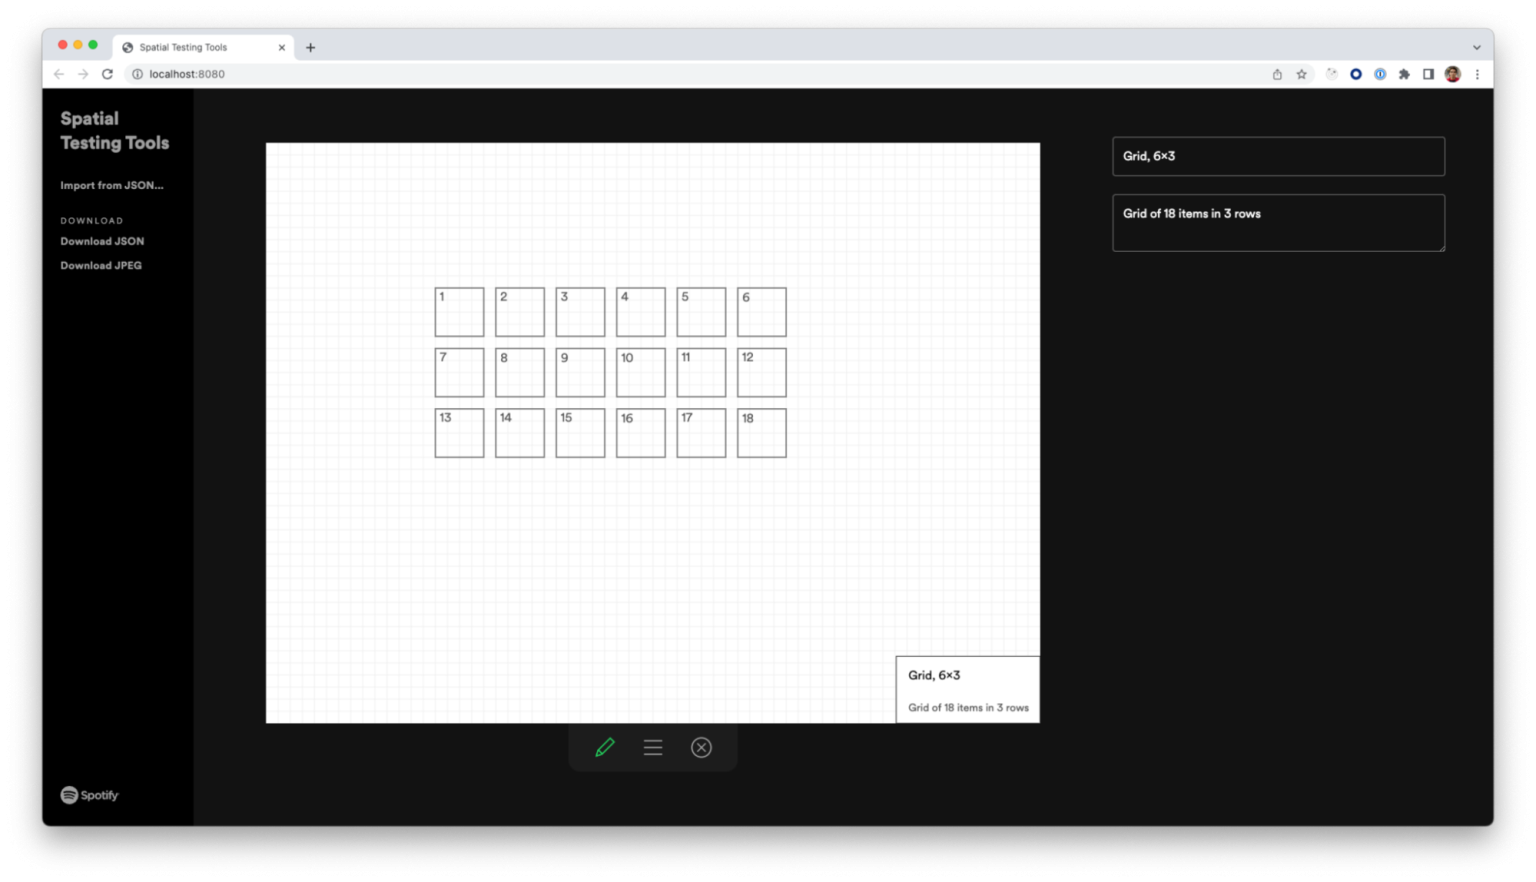 Spatial Testing Tools
localhost:8080
Spatial
Testing Tools
Import from JSON...
DOWNLOAD
Download JSON
Download JPEG
Spotify
1 2 3 4 5 6
7 8 9 10 11 12
13 14 15 16 17 18
Grid, 6×3
Grid of 18 items in 3 rows
Grid, 6×3
Grid of 18 items in 3 rows